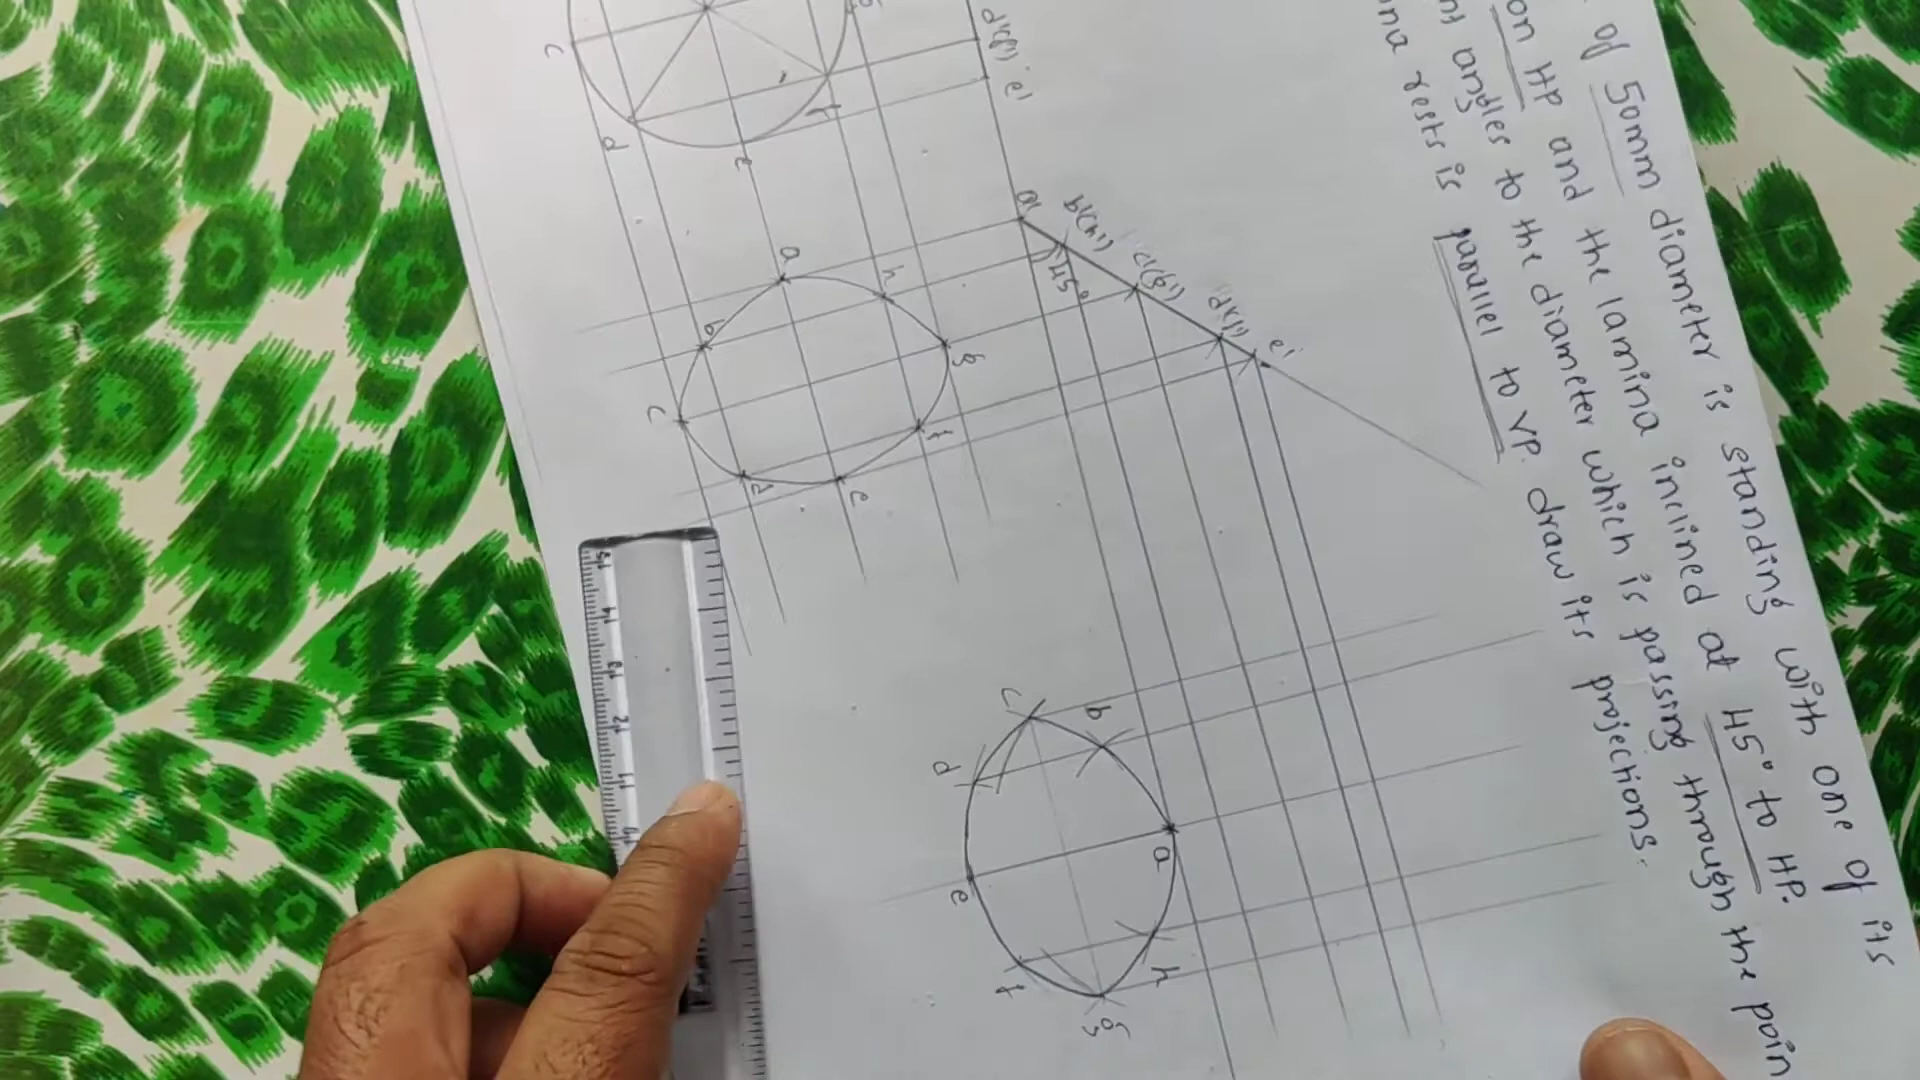 of 50mm diameter is standing with one of its
on HP and the lamina inclined at 45° to HP.
angles to the diameter which is passing through the poin
rests is parallel to VP. draw its projections.
c
d
e
f
d'(f') e'
a'
b'(h')
c'(g')
d'(f')
e'
45°
a
h
b
g
c
f
d
e
c
b
d
a
e
h
f
g